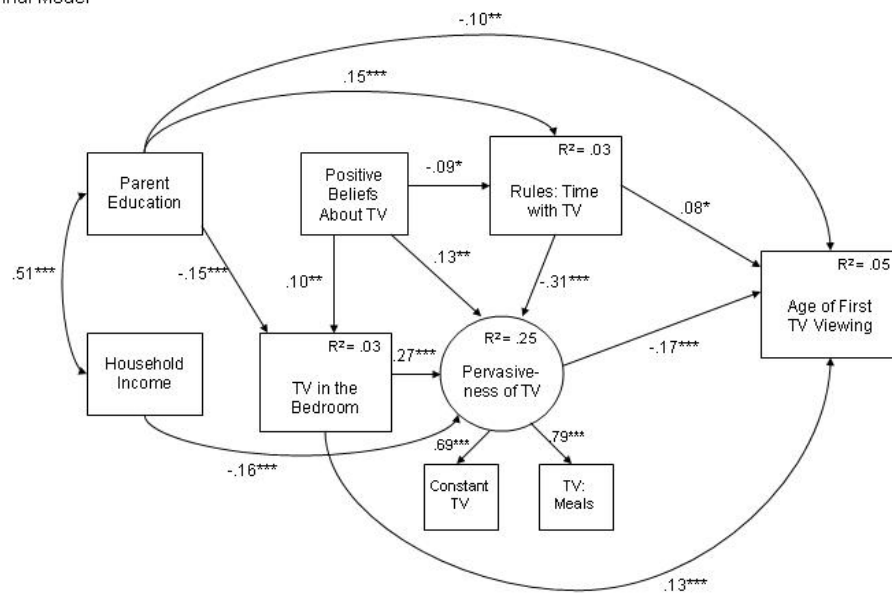 Model
-.10**
.15***
Parent
Education
Positive
Beliefs
About TV
-.09*
R²= .03
Rules: Time
with TV
.08*
.51***
-.15***
.10**
.13**
-.31***
R²= .05
Age of First
TV Viewing
Household
Income
R²= .03
TV in the
Bedroom
.27***
R²= .25
Pervasive-
ness of TV
-.17***
-.16***
.69***
.79***
Constant
TV
TV:
Meals
.13***